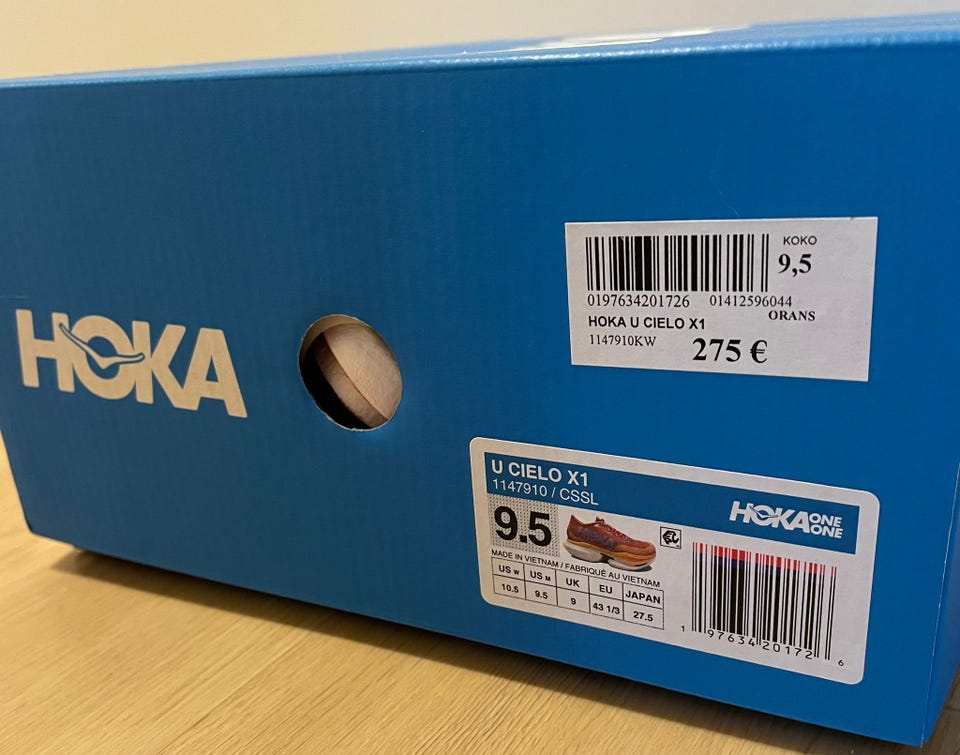 HOKA
KOKO
9,5
0197634201726 01412596044
ORANS
HOKA U CIELO X1
1147910KW 275 €
U CIELO X1
1147910 / CSSL
HOKA ONE ONE
9.5
MADE IN VIETNAM / FABRIQUÉ AU VIETNAM
US W US M UK EU JAPAN
10.5 9.5 9 43 1/3 27.5
1 97634 20172 6